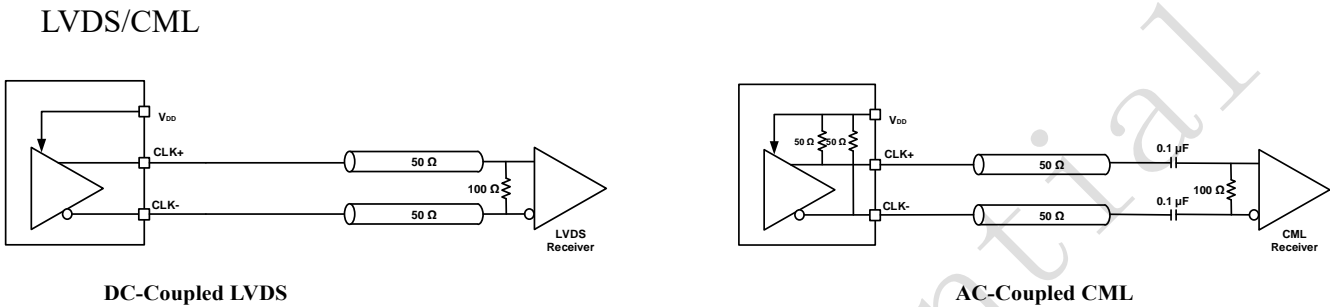 LVDS/CML
VDD
CLK+
50 Ω
100 Ω
CLK-
50 Ω
LVDS
Receiver
DC-Coupled LVDS
VDD
50 Ω
50 Ω
CLK+
0.1 µF
50 Ω
100 Ω
CLK-
0.1 µF
50 Ω
CML
Receiver
AC-Coupled CML
ntial